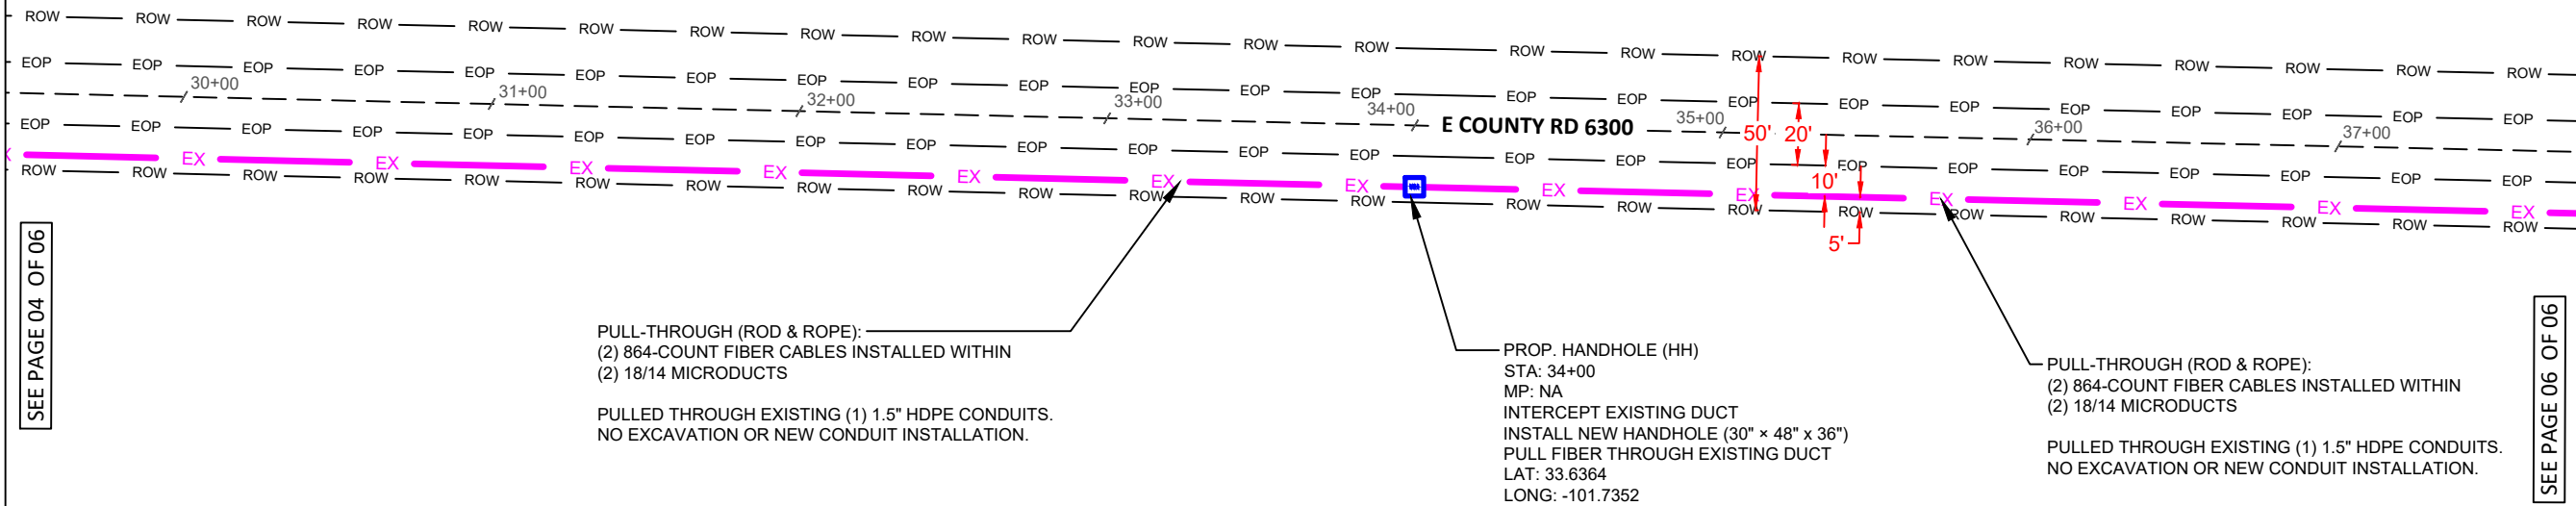 ROW ROW ROW ROW ROW ROW ROW ROW ROW ROW ROW ROW ROW ROW ROW ROW ROW ROW ROW ROW ROW ROW ROW
EOP EOP EOP EOP EOP EOP EOP EOP EOP EOP EOP EOP EOP EOP EOP EOP EOP EOP EOP EOP EOP EOP EOP
30+00 31+00 32+00 33+00 34+00 E COUNTY RD 6300 35+00 50' 20' 36+00 37+00
EOP EOP EOP EOP EOP EOP EOP EOP EOP EOP EOP EOP EOP EOP EOP EOP EOP EOP EOP EOP EOP EOP EOP
EX EX EX EX EX EX EX EX EX 10' EX EX EX EX
ROW ROW ROW ROW ROW ROW ROW ROW ROW ROW ROW ROW ROW ROW ROW ROW ROW ROW ROW ROW ROW ROW ROW
5'
SEE PAGE 04 OF 06
PULL-THROUGH (ROD & ROPE):
(2) 864-COUNT FIBER CABLES INSTALLED WITHIN
(2) 18/14 MICRODUCTS
PULLED THROUGH EXISTING (1) 1.5" HDPE CONDUITS.
NO EXCAVATION OR NEW CONDUIT INSTALLATION.
PROP. HANDHOLE (HH)
STA: 34+00
MP: NA
INTERCEPT EXISTING DUCT
INSTALL NEW HANDHOLE (30" × 48" x 36")
PULL FIBER THROUGH EXISTING DUCT
LAT: 33.6364
LONG: -101.7352
PULL-THROUGH (ROD & ROPE):
(2) 864-COUNT FIBER CABLES INSTALLED WITHIN
(2) 18/14 MICRODUCTS
PULLED THROUGH EXISTING (1) 1.5" HDPE CONDUITS.
NO EXCAVATION OR NEW CONDUIT INSTALLATION.
SEE PAGE 06 OF 06